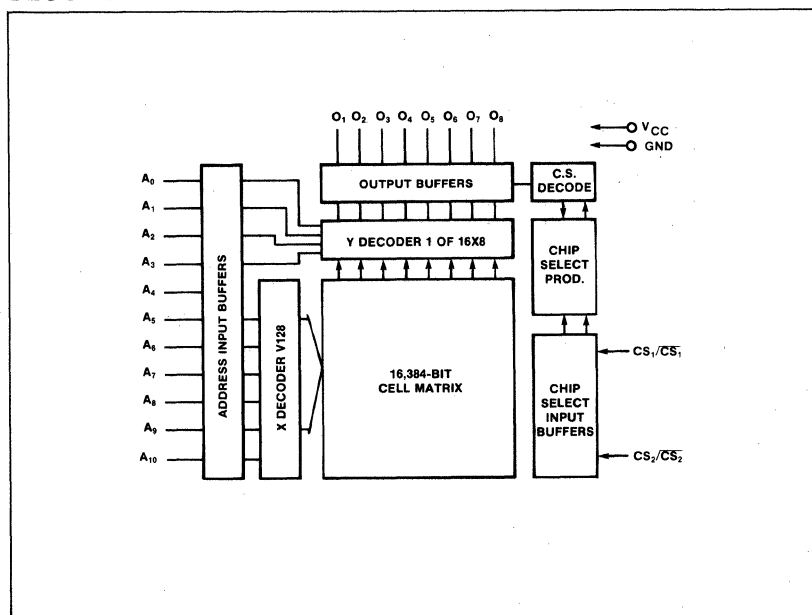 O₁ O₂ O₃ O₄ O₅ O₆ O₇ O₈
VCC
GND
OUTPUT BUFFERS
C.S.
DECODE
A₀
A₁
A₂
A₃
A₄
A₅
A₆
A₇
A₈
A₉
A₁₀
ADDRESS INPUT BUFFERS
Y DECODER 1 OF 16X8
CHIP
SELECT
PROD.
X DECODER V128
16,384-BIT
CELL MATRIX
CHIP
SELECT
INPUT
BUFFERS
CS₁/C̅S̅₁
CS₂/C̅S̅₂